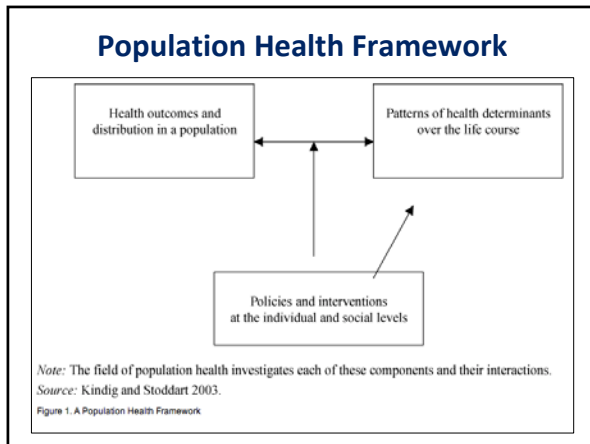 Population Health Framework
Health outcomes and
distribution in a population
Patterns of health determinants
over the life course
Policies and interventions
at the individual and social levels
Note: The field of population health investigates each of these components and their interactions.
Source: Kindig and Stoddart 2003.
Figure 1. A Population Health Framework